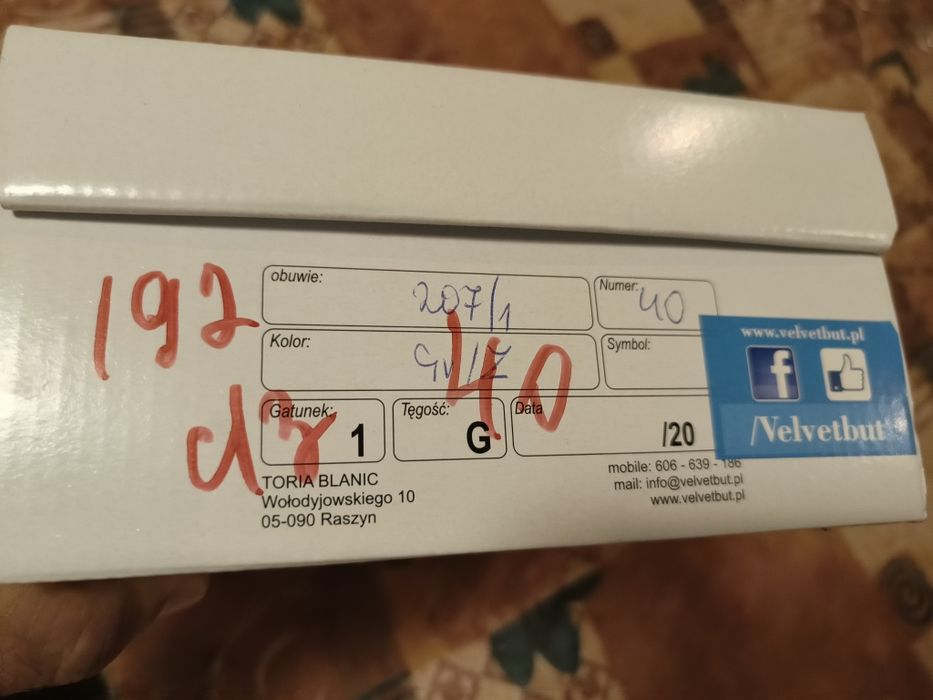 192
obuwie: 207/1 Numer: 40
www.velvetbut.pl
Kolor: Symbol:
40
Gatunek: 1 Tęgość: G Data /20
f
/Velvetbut
TORIA BLANIC
Wołodyjowskiego 10
05-090 Raszyn
mobile: 606 - 639 - 186
mail: info@velvetbut.pl
www.velvetbut.pl